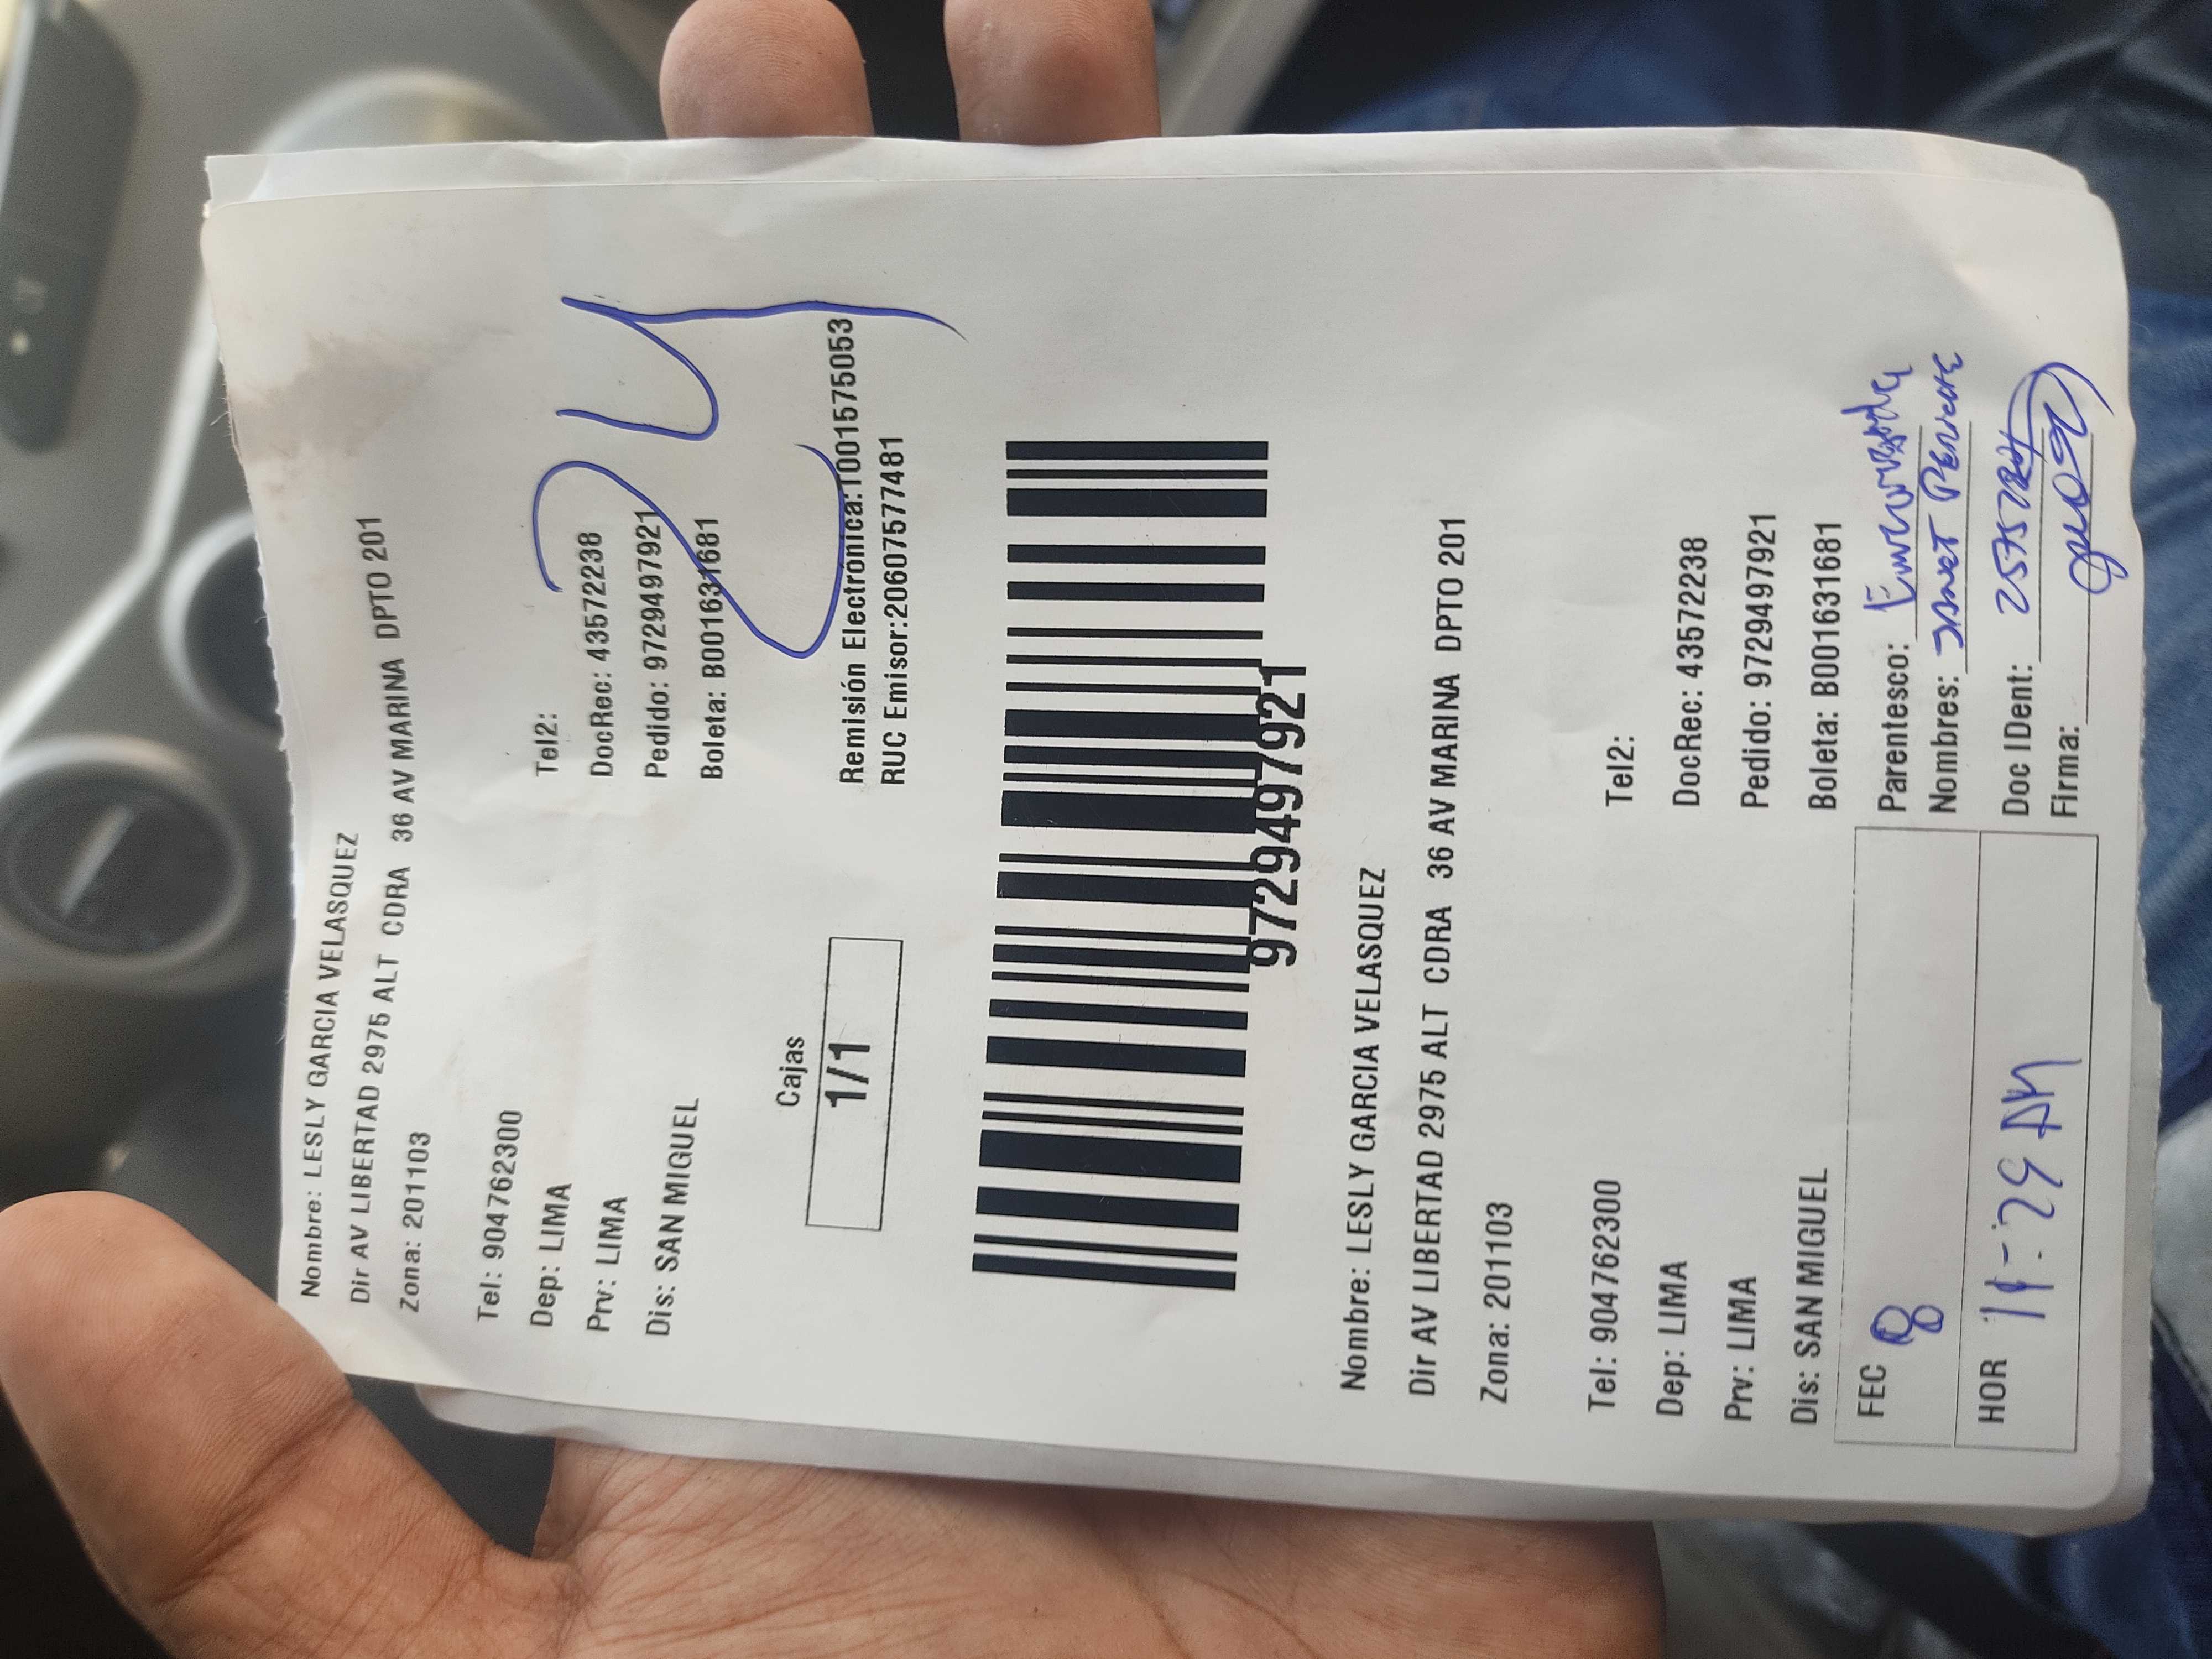 Nombre: LESLY GARCIA VELASQUEZ
Dir AV LIBERTAD 2975 ALT CDRA 36 AV MARINA DPTO 201
Zona: 201103
Tel: 904762300 Tel2:
Dep: LIMA DocRec: 43572238
Prv: LIMA Pedido: 9729497921
Dis: SAN MIGUEL Boleta: B001631681
24
Cajas
1/1
Remisión Electrónica:T001575053
RUC Emisor:20607577481
9729497921
Nombre: LESLY GARCIA VELASQUEZ
Dir AV LIBERTAD 2975 ALT CDRA 36 AV MARINA DPTO 201
Zona: 201103
Tel: 904762300 Tel2:
Dep: LIMA DocRec: 43572238
Prv: LIMA Pedido: 9729497921
Dis: SAN MIGUEL Boleta: B001631681
FEC 8 Parentesco:
Nombres:
HOR 11:29 AM Doc IDent:
Firma: